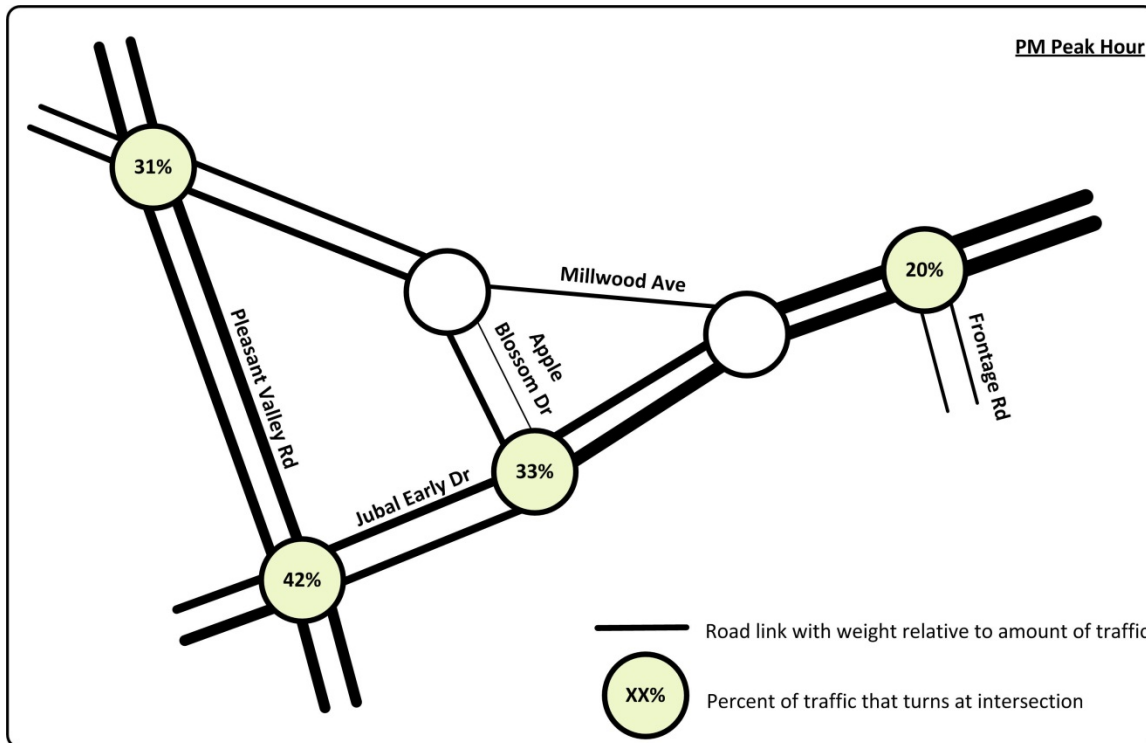 PM Peak Hour
31%
20%
Millwood Ave
Apple
Blossom Dr
Pleasant Valley Rd
Frontage Rd
33%
Jubal Early Dr
42%
Road link with weight relative to amount of traffic
XX%
Percent of traffic that turns at intersection